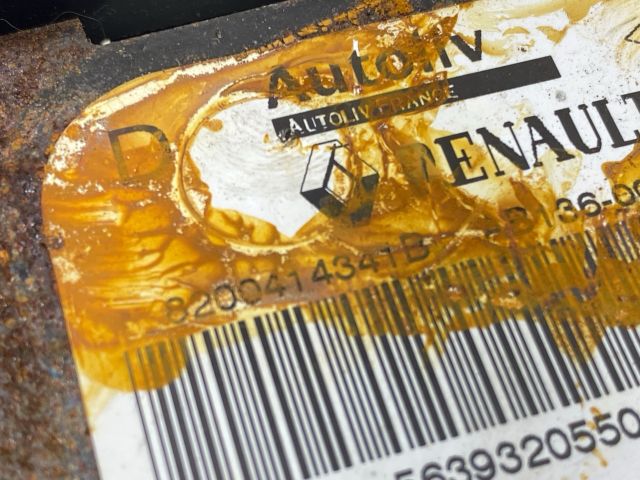 Autoliv
AUTOLIV FRANCE
D
RENAULT
8200414341B
5639320550